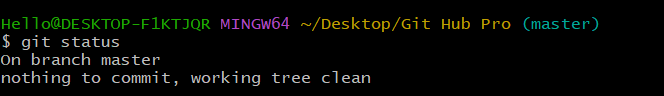 Hello@DESKTOP-F1KTJQR MINGW64 ~/Desktop/Git Hub Pro (master)
$ git status
On branch master
nothing to commit, working tree clean